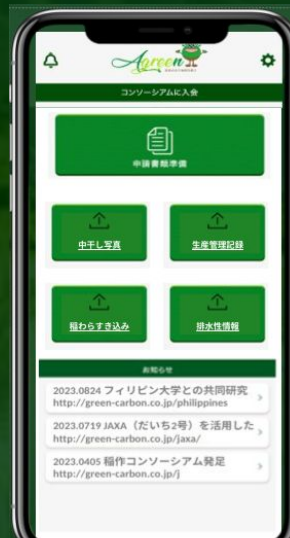 Agreen
コンソーシアムに入会
申請書類準備
中干し写真
生産管理記録
稲わらすき込み
排水性情報
お知らせ
2023.0824 フィリピン大学との共同研究
http://green-carbon.co.jp/philippines
2023.0719 JAXA（だいち2号）を活用した
http://green-carbon.co.jp/jaxa/
2023.0405 稲作コンソーシアム発足
http://green-carbon.co.jp/j